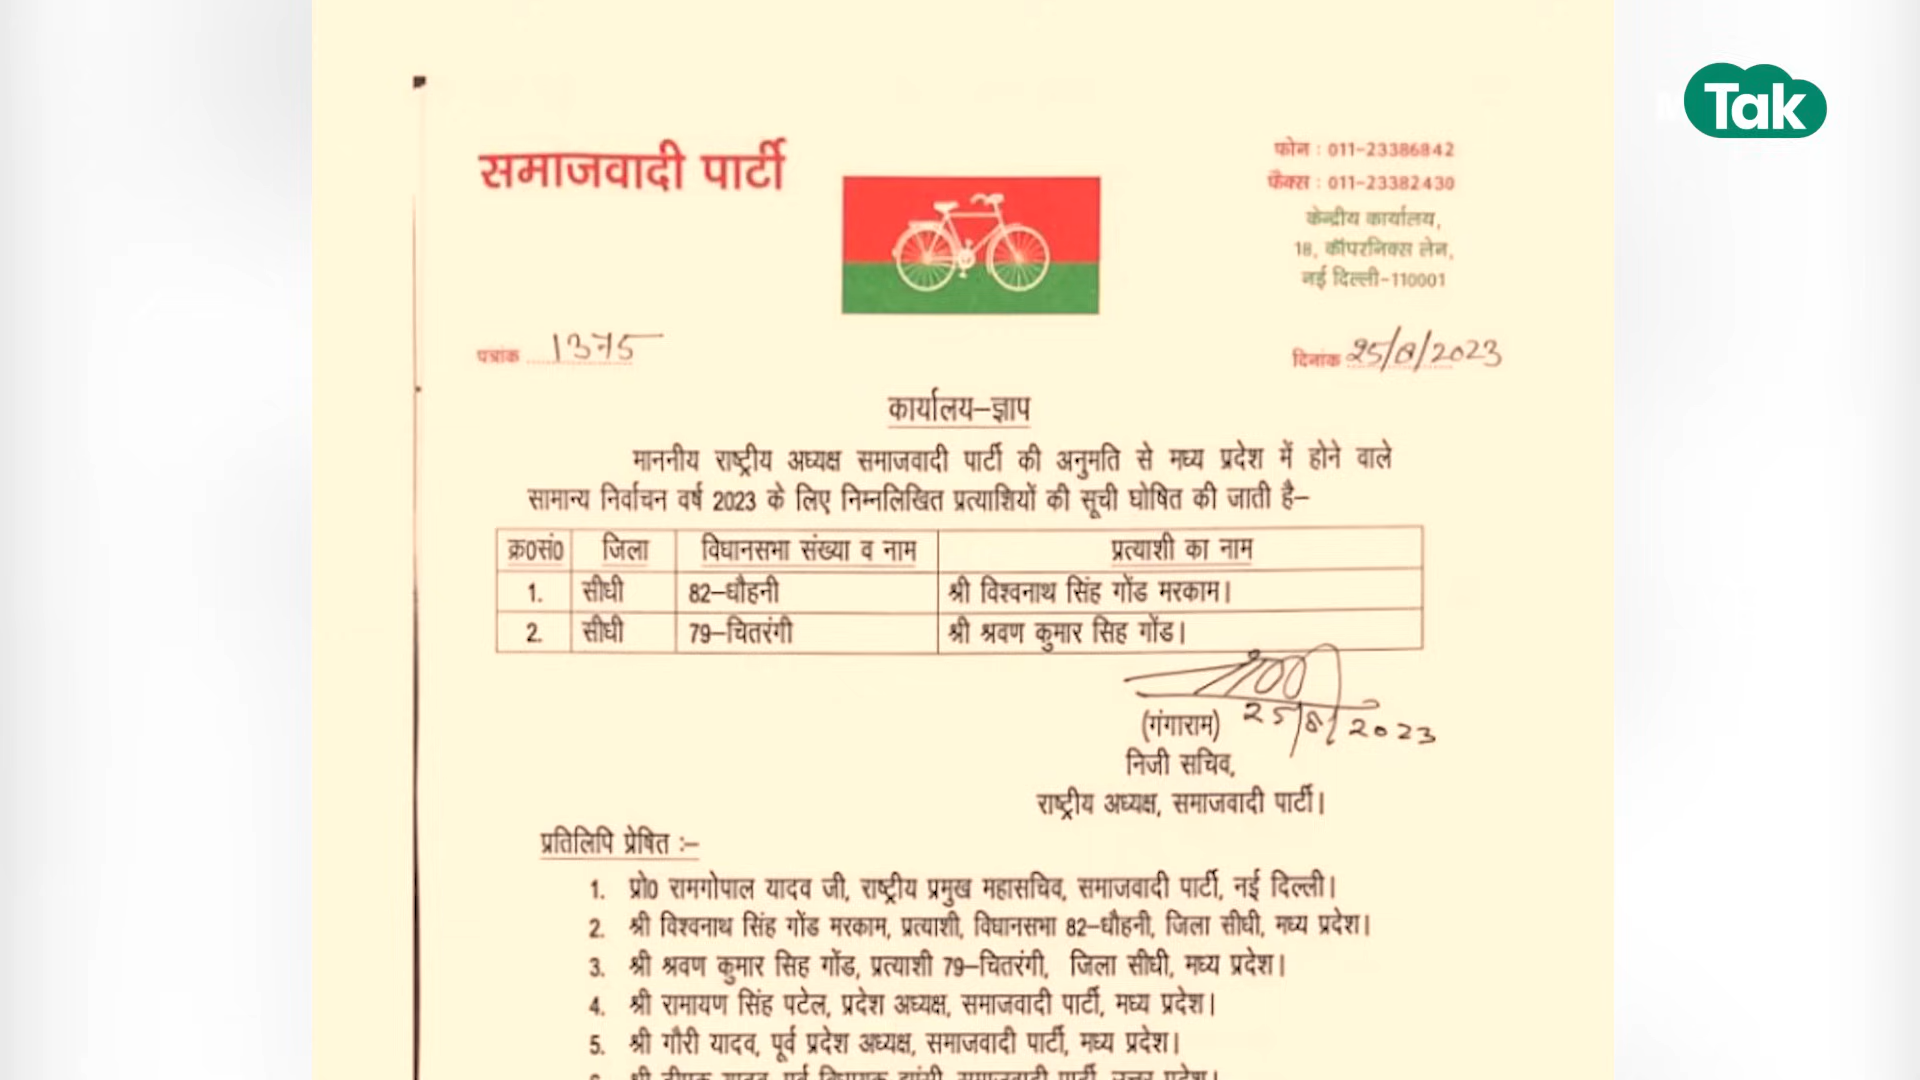 Tak
समाजवादी पार्टी
फोन : 011-23386842
फैक्स : 011-23382430
केन्द्रीय कार्यालय,
18, कॉपरनिक्स लेन,
नई दिल्ली-110001
पत्रांक 1375
दिनांक 25/8/2023
कार्यालय-ज्ञाप
माननीय राष्ट्रीय अध्यक्ष समाजवादी पार्टी की अनुमति से मध्य प्रदेश में होने वाले
सामान्य निर्वाचन वर्ष 2023 के लिए निम्नलिखित प्रत्याशियों की सूची घोषित की जाती है–
क्र0सं0 जिला विधानसभा संख्या व नाम प्रत्याशी का नाम
1. सीधी 82–धौहनी श्री विश्वनाथ सिंह गोंड मरकाम।
2. सीधी 79–चितरंगी श्री श्रवण कुमार सिह गोंड।
(गंगाराम) 25/8/2023
निजी सचिव,
राष्ट्रीय अध्यक्ष, समाजवादी पार्टी।
प्रतिलिपि प्रेषित :–
1. प्रो0 रामगोपाल यादव जी, राष्ट्रीय प्रमुख महासचिव, समाजवादी पार्टी, नई दिल्ली।
2. श्री विश्वनाथ सिंह गोंड मरकाम, प्रत्याशी, विधानसभा 82–धौहनी, जिला सीधी, मध्य प्रदेश।
3. श्री श्रवण कुमार सिह गोंड, प्रत्याशी 79–चितरंगी, जिला सीधी, मध्य प्रदेश।
4. श्री रामायण सिंह पटेल, प्रदेश अध्यक्ष, समाजवादी पार्टी, मध्य प्रदेश।
5. श्री गौरी यादव, पूर्व प्रदेश अध्यक्ष, समाजवादी पार्टी, मध्य प्रदेश।